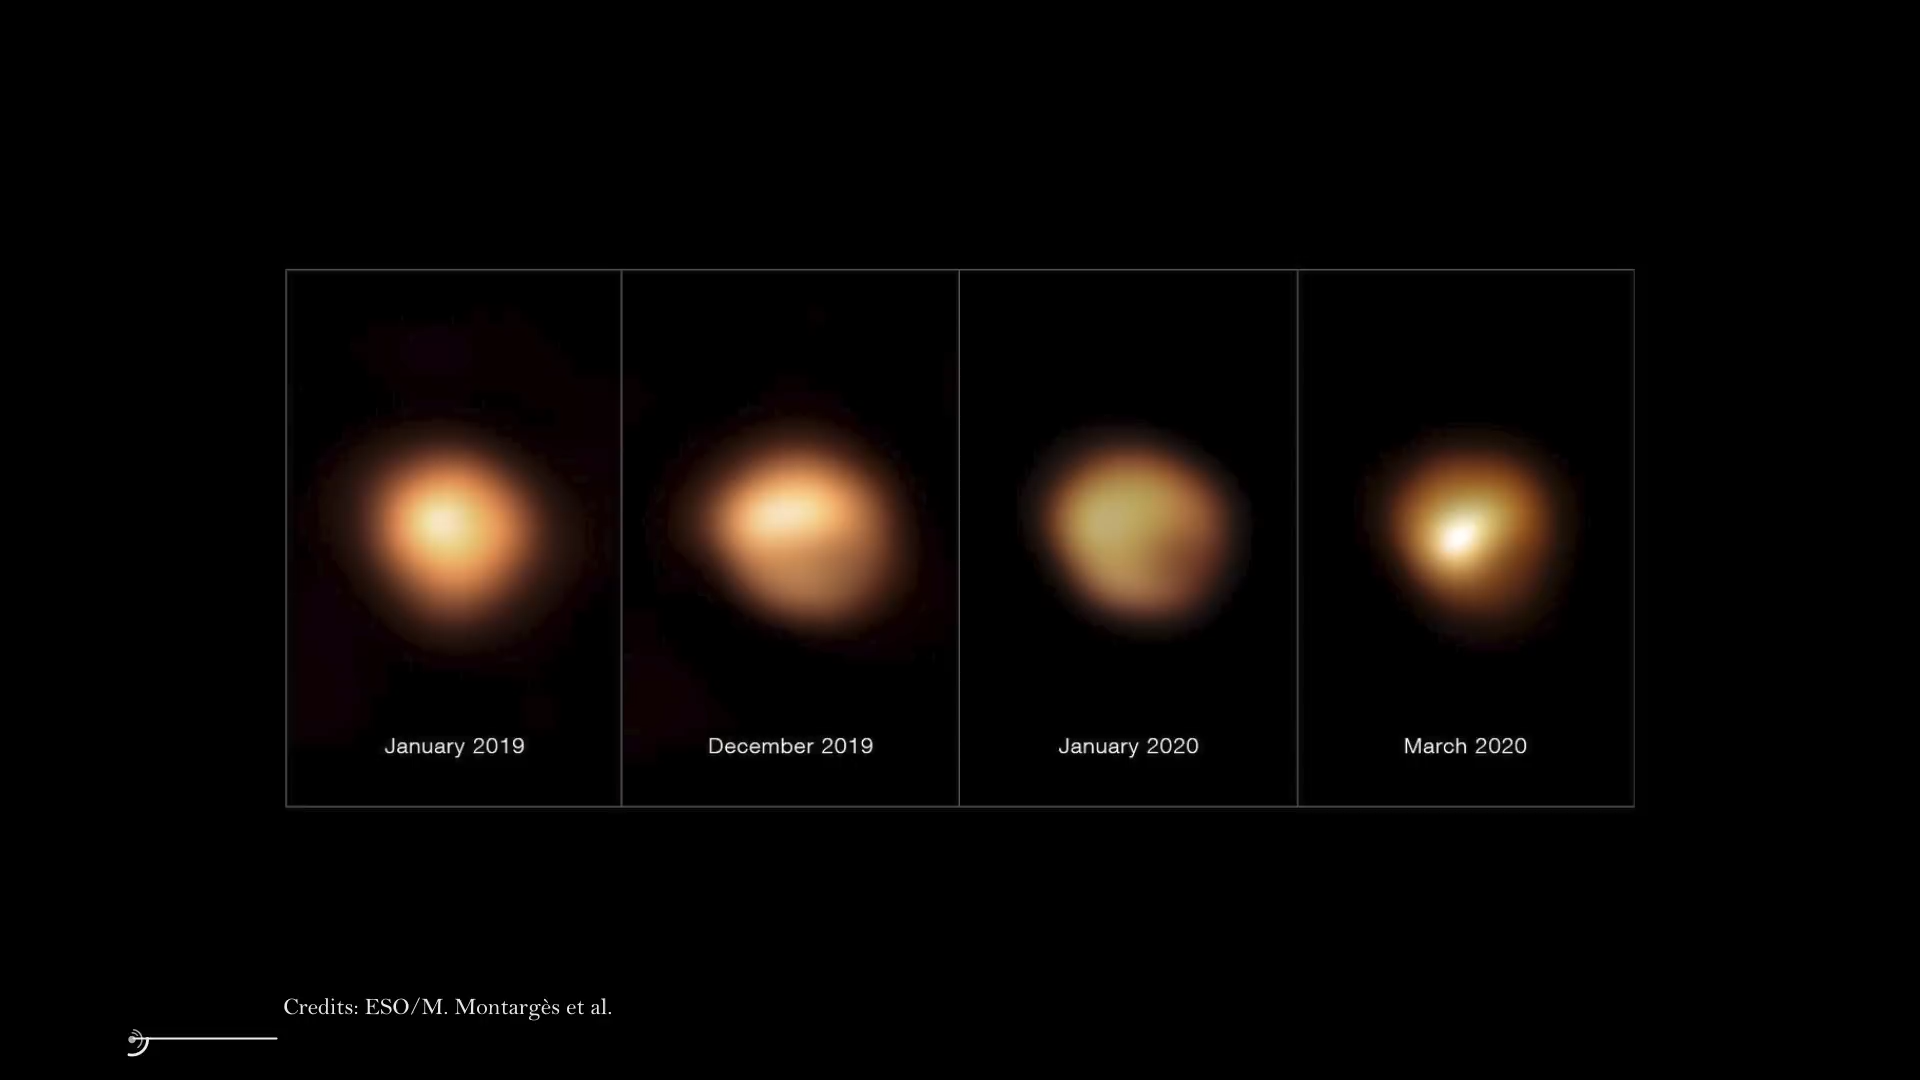 January 2019
December 2019
January 2020
March 2020
Credits: ESO/M. Montargès et al.